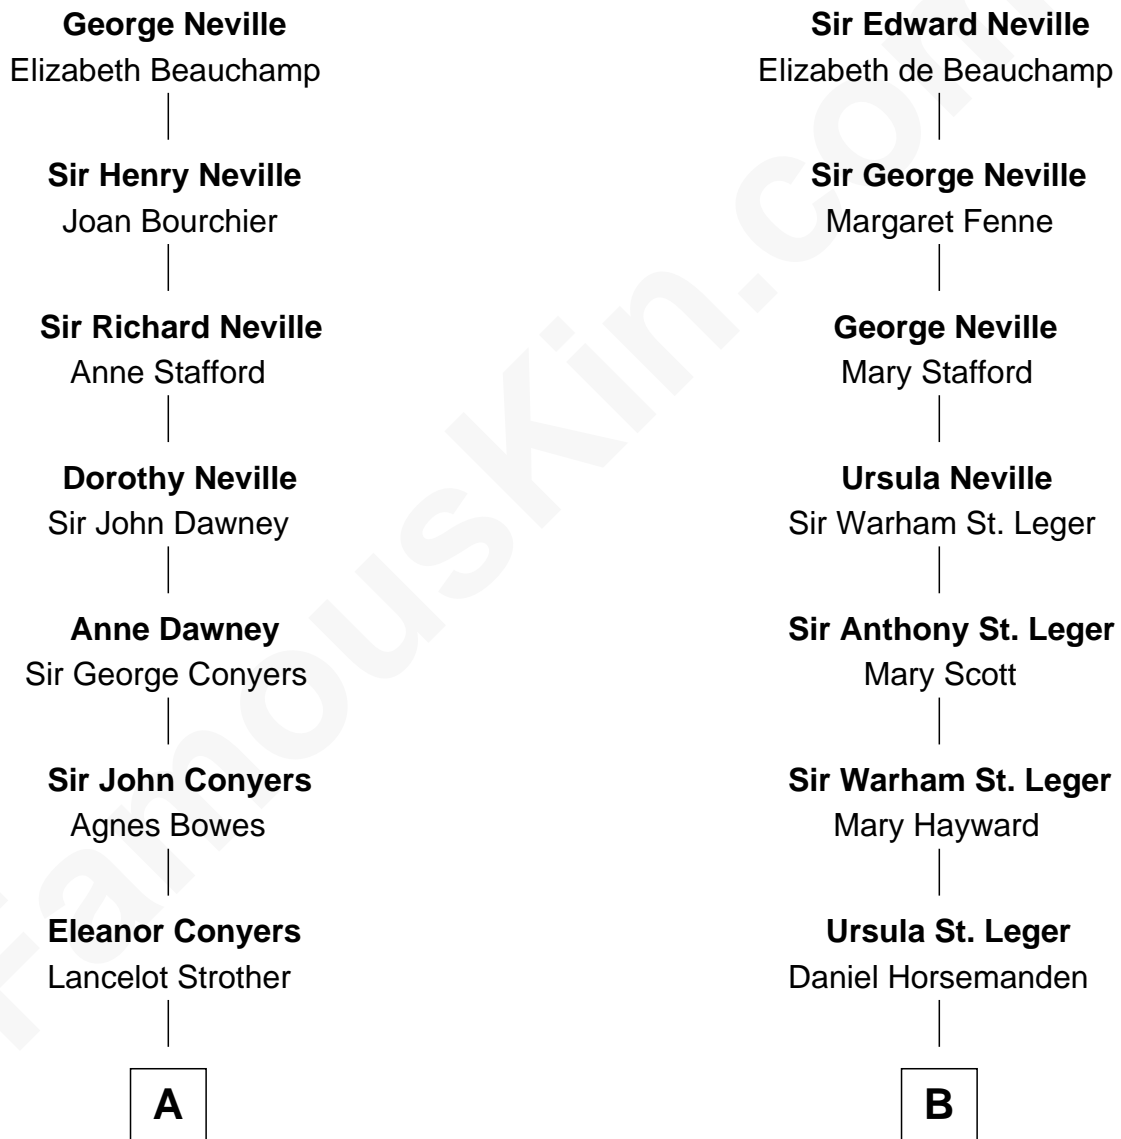 George Neville
Elizabeth Beauchamp
Sir Henry Neville
Joan Bourchier
Sir Richard Neville
Anne Stafford
Dorothy Neville
Sir John Dawney
Anne Dawney
Sir George Conyers
Sir John Conyers
Agnes Bowes
Eleanor Conyers
Lancelot Strother
A
Sir Edward Neville
Elizabeth de Beauchamp
Sir George Neville
Margaret Fenne
George Neville
Mary Stafford
Ursula Neville
Sir Warham St. Leger
Sir Anthony St. Leger
Mary Scott
Sir Warham St. Leger
Mary Hayward
Ursula St. Leger
Daniel Horsemanden
B
FamousKin.com